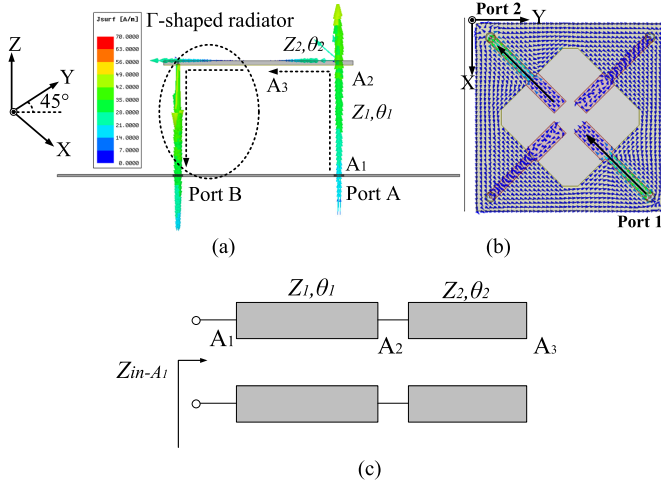 Jsurf [A/m]
70.0000
63.0000
56.0000
49.0000
42.0000
35.0000
28.0000
21.0000
14.0000
7.0000
0.0000
Γ-shaped radiator
Z2,θ2
A2
A3
Z1,θ1
A1
Port B
Port A
Z
Y
45°
X
(a)
Port 2
Y
X
Port 1
(b)
Z1,θ1
Z2,θ2
A1
A2
A3
Zin-A1
(c)